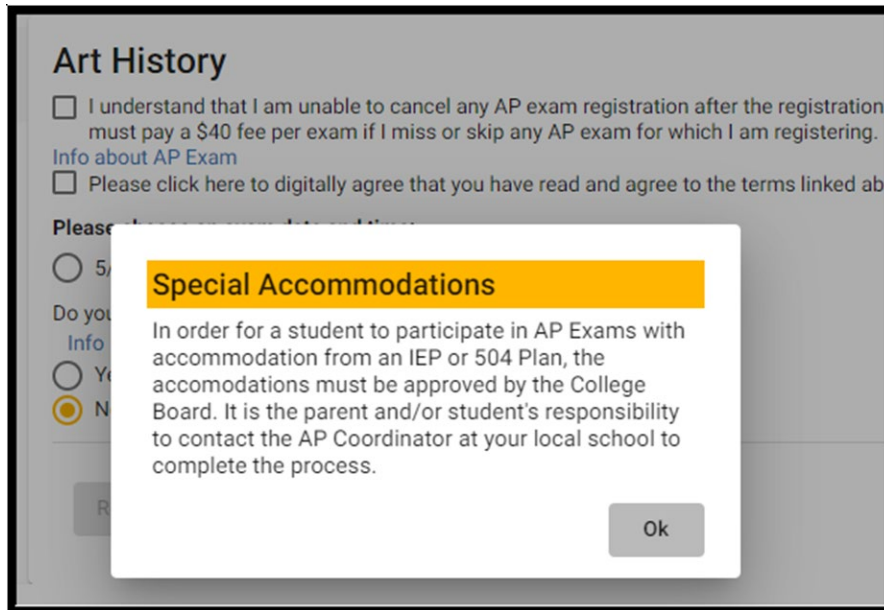 Art History
I understand that I am unable to cancel any AP exam registration after the registration
must pay a $40 fee per exam if I miss or skip any AP exam for which I am registering.
Info about AP Exam
Please click here to digitally agree that you have read and agree to the terms linked
Please
5/
Do you
Info
Special Accommodations
In order for a student to participate in AP Exams with
accommodation from an IEP or 504 Plan, the
accomodations must be approved by the College
Board. It is the parent and/or student's responsibility
to contact the AP Coordinator at your local school to
complete the process.
Ok